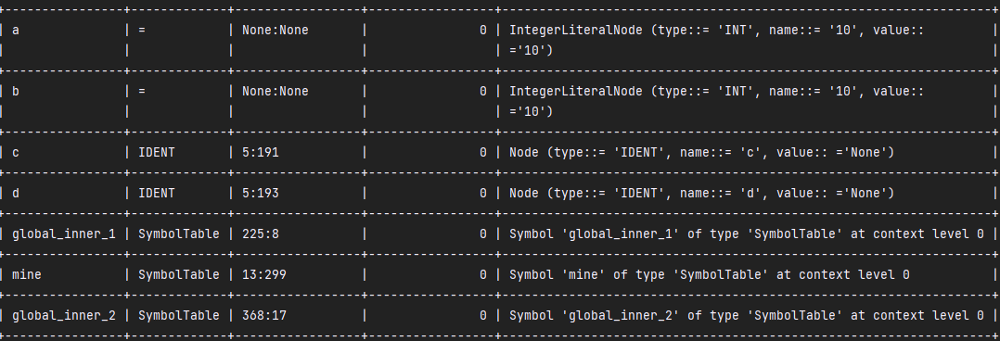 +----------------+-------------+-----------------+-----------------+------------------------------------------------------------------+
| a              | =           | None:None       |               0 | IntegerLiteralNode (type::= 'INT', name::= '10', value::         |
|                |             |                 |                 | ='10')                                                           |
+----------------+-------------+-----------------+-----------------+------------------------------------------------------------------+
| b              | =           | None:None       |               0 | IntegerLiteralNode (type::= 'INT', name::= '10', value::         |
|                |             |                 |                 | ='10')                                                           |
+----------------+-------------+-----------------+-----------------+------------------------------------------------------------------+
| c              | IDENT       | 5:191           |               0 | Node (type::= 'IDENT', name::= 'c', value:: ='None')             |
+----------------+-------------+-----------------+-----------------+------------------------------------------------------------------+
| d              | IDENT       | 5:193           |               0 | Node (type::= 'IDENT', name::= 'd', value:: ='None')             |
+----------------+-------------+-----------------+-----------------+------------------------------------------------------------------+
| global_inner_1 | SymbolTable | 225:8           |               0 | Symbol 'global_inner_1' of type 'SymbolTable' at context level 0 |
+----------------+-------------+-----------------+-----------------+------------------------------------------------------------------+
| mine           | SymbolTable | 13:299          |               0 | Symbol 'mine' of type 'SymbolTable' at context level 0           |
+----------------+-------------+-----------------+-----------------+------------------------------------------------------------------+
| global_inner_2 | SymbolTable | 368:17          |               0 | Symbol 'global_inner_2' of type 'SymbolTable' at context level 0 |
+----------------+-------------+-----------------+-----------------+------------------------------------------------------------------+